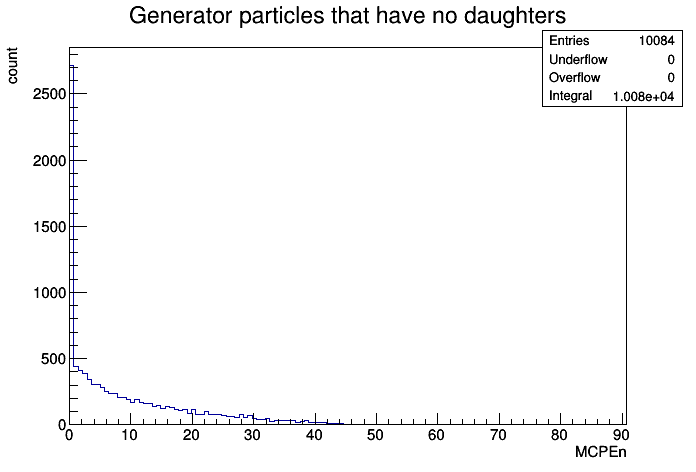 Generator particles that have no daughters
Entries 10084
Underflow 0
Overflow 0
Integral 1.008e+04
count
2500
2000
1500
1000
500
0
0 10 20 30 40 50 60 70 80 90
MCPEn